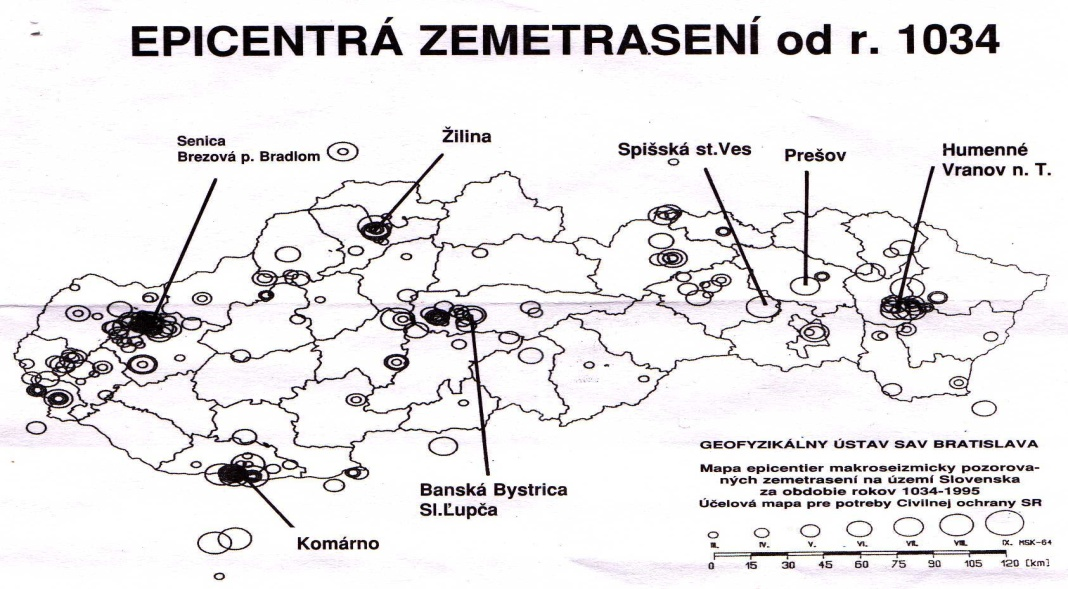 EPICENTRÁ ZEMETRASENÍ od r. 1034
Senica
Brezová p. Bradlom
Žilina
Spišská st.Ves
Prešov
Humenné
Vranov n. T.
Banská Bystrica
Sl.Ľupča
Komárno
GEOFYZIKÁLNY ÚSTAV SAV BRATISLAVA
Mapa epicentier makroseizmicky pozorova-
ných zemetrasení na území Slovenska
za obdobie rokov 1034-1995
Účelová mapa pre potreby Civilnej ochrany SR
III. IV. V. VI. VII. VIII. IX. MSK-64
0 15 30 45 60 75 90 105 120 [km]